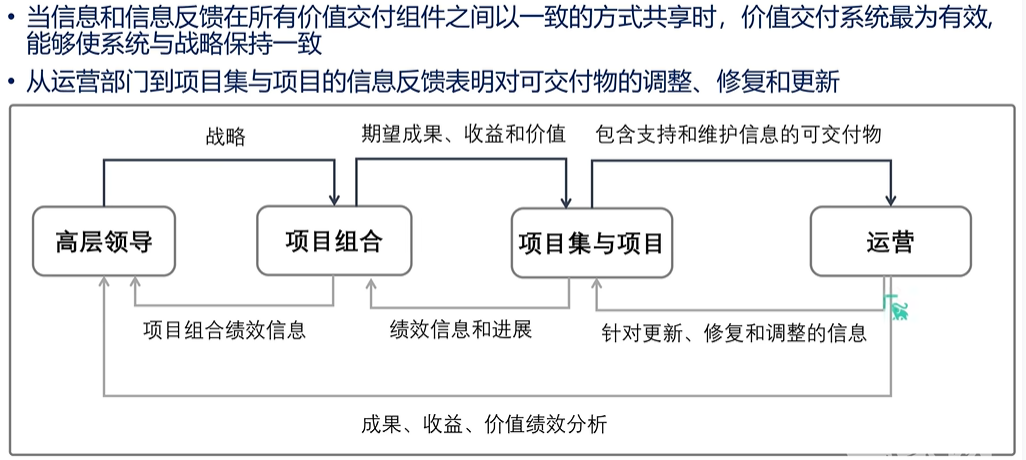 • 当信息和信息反馈在所有价值交付组件之间以一致的方式共享时，价值交付系统最为有效,
能够使系统与战略保持一致
• 从运营部门到项目集与项目的信息反馈表明对可交付物的调整、修复和更新
战略
期望成果、收益和价值
包含支持和维护信息的可交付物
高层领导
项目组合
项目集与项目
运营
项目组合绩效信息
绩效信息和进展
针对更新、修复和调整的信息
成果、收益、价值绩效分析